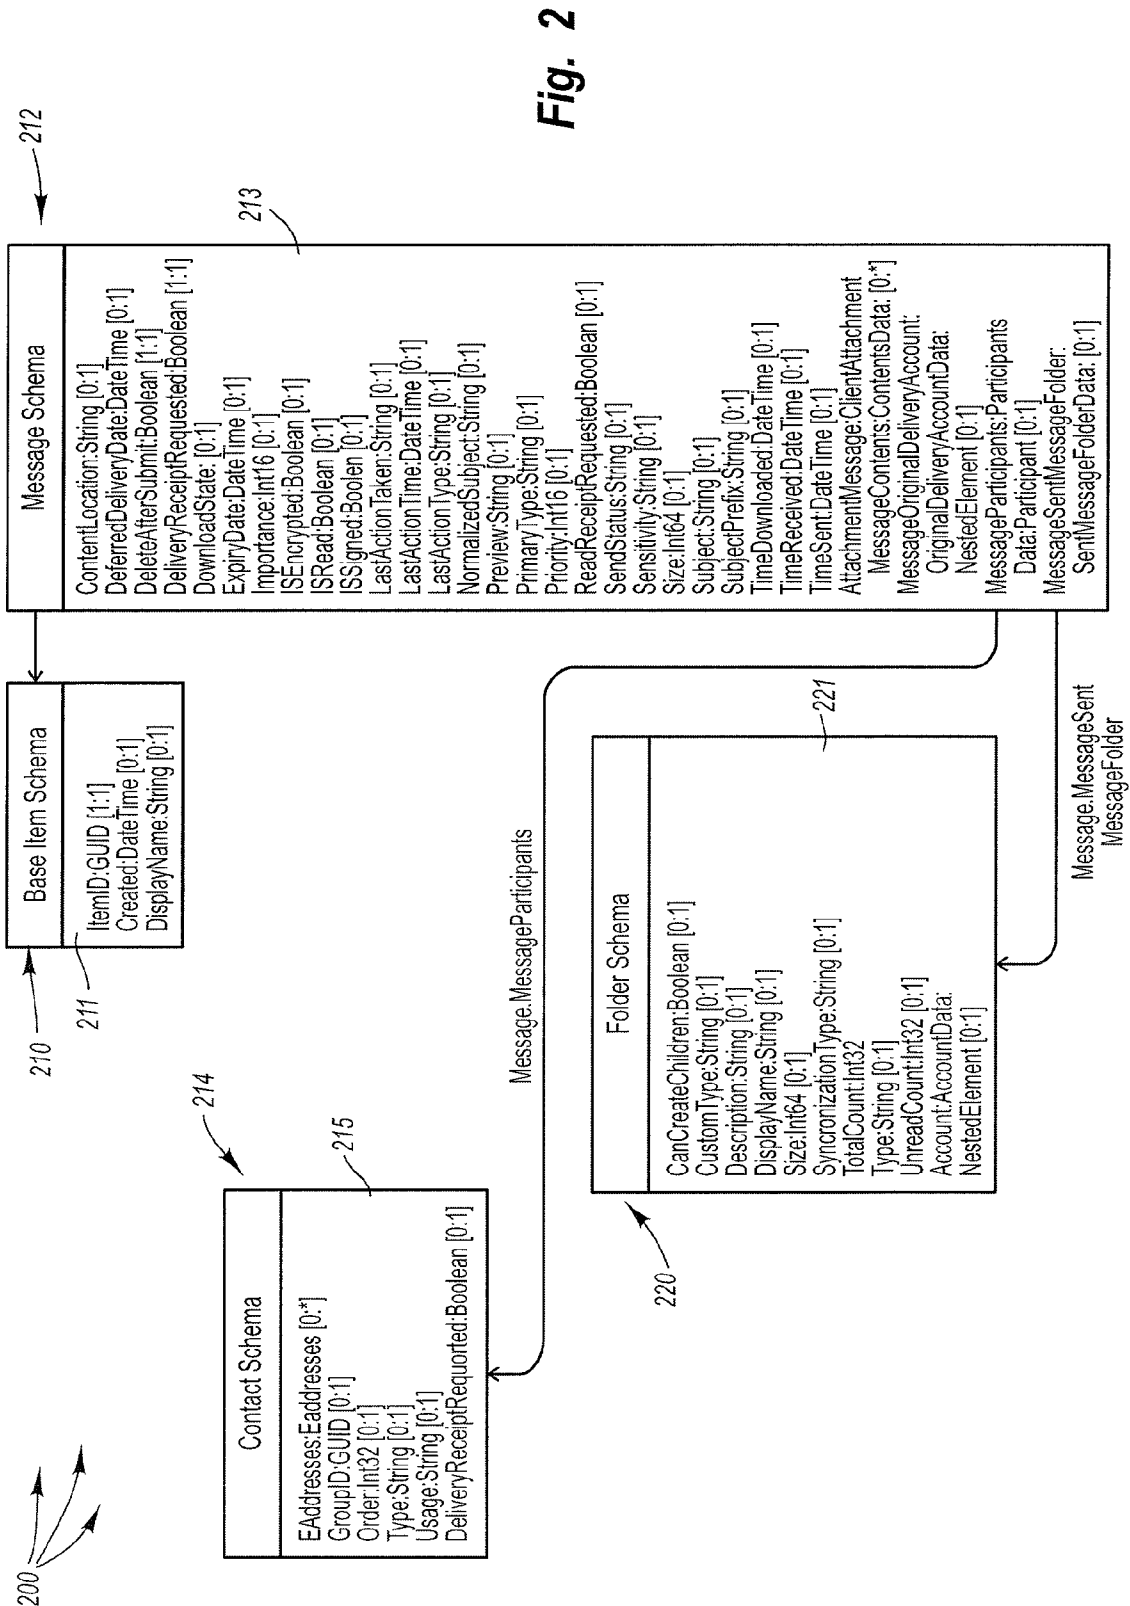 200
Contact Schema
EAddresses:Eaddresses [0:*]
GroupID:GUID [0:1]
Order:Int32 [0:1]
Type:String [0:1]
Usage:String [0:1]
DeliveryReceiptRequorted:Boolean [0:1]
214
215
210
Base Item Schema
211
ItemID:GUID [1:1]
Created:DateTime [0:1]
DisplayName:String [0:1]
Message.MessageParticipants
220
Folder Schema
CanCreateChildren:Boolean [0:1]
CustomType:String [0:1]
Description:String [0:1]
DisplayName:String [0:1]
Size:Int64 [0:1]
SyncronizationType:String [0:1]
TotalCount:Int32
Type:String [0:1]
UnreadCount:Int32 [0:1]
Account:AccountData:
NestedElement [0:1]
221
Message.MessageSent
MessageFolder
212
Message Schema
213
ContentLocation:String [0:1]
DeferredDeliveryDate:DateTime [0:1]
DeleteAfterSubmit:Boolean [1:1]
DeliveryReceiptRequested:Boolean [1:1]
DownloadState: [0:1]
ExpiryDate:DateTime [0:1]
Importance:Int16 [0:1]
ISEncrypted:Boolean [0:1]
ISRead:Boolean [0:1]
ISSigned:Boolen [0:1]
LastActionTaken:String [0:1]
LastActionTime:DateTime [0:1]
LastActionType:String [0:1]
NormalizedSubject:String [0:1]
Preview:String [0:1]
PrimaryType:String [0:1]
Priority:Int16 [0:1]
ReadReceiptRequested:Boolean [0:1]
SendStatus:String [0:1]
Sensitivity:String [0:1]
Size:Int64 [0:1]
Subject:String [0:1]
SubjectPrefix:String [0:1]
TimeDownloaded:DateTime [0:1]
TimeReceived:DateTime [0:1]
TimeSent:DateTime [0:1]
AttachmentMessage:ClientAttachment
MessageContents:ContentsData: [0:*]
MessageOriginalDeliveryAccount:
OriginalDeliveryAccountData:
NestedElement [0:1]
MessageParticipants:Participants
Data:Participant [0:1]
MessageSentMessageFolder:
SentMessageFolderData: [0:1]
Fig. 2